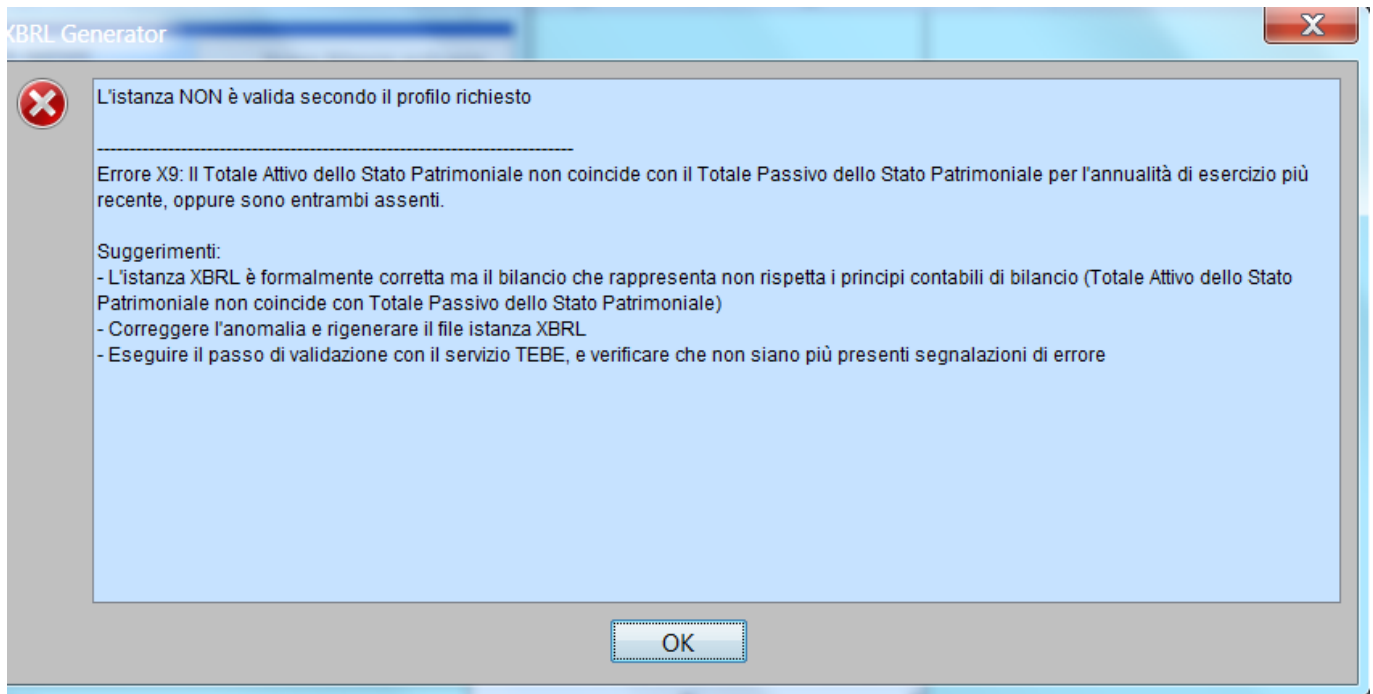 XBRL Generator
X
L'istanza NON è valida secondo il profilo richiesto
--------------------------------------------------------------------
Errore X9: Il Totale Attivo dello Stato Patrimoniale non coincide con il Totale Passivo dello Stato Patrimoniale per l'annualità di esercizio più
recente, oppure sono entrambi assenti.
Suggerimenti:
- L'istanza XBRL è formalmente corretta ma il bilancio che rappresenta non rispetta i principi contabili di bilancio (Totale Attivo dello Stato
Patrimoniale non coincide con Totale Passivo dello Stato Patrimoniale)
- Correggere l'anomalia e rigenerare il file istanza XBRL
- Eseguire il passo di validazione con il servizio TEBE, e verificare che non siano più presenti segnalazioni di errore
OK